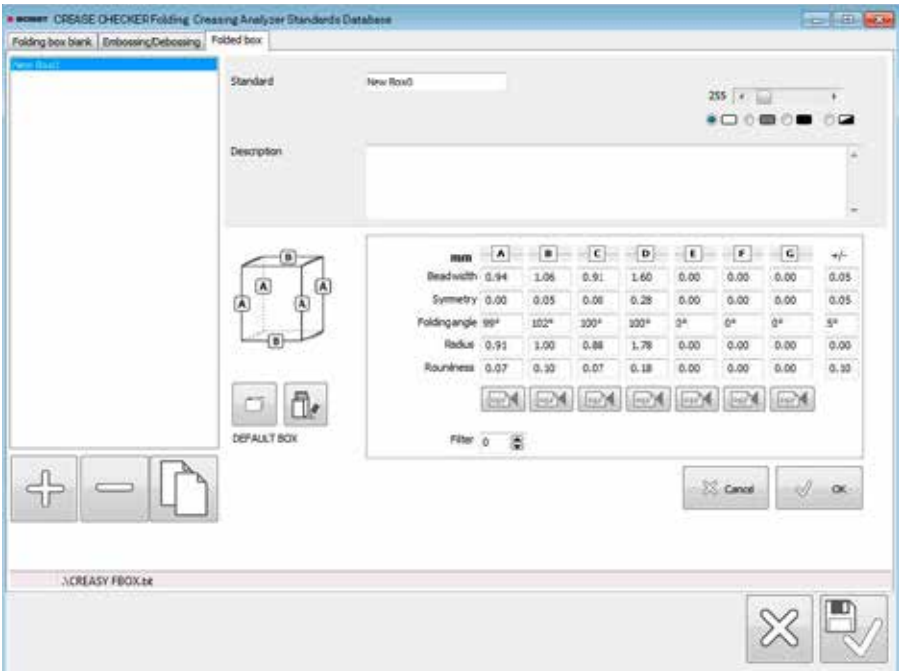 BOBST CREASE CHECKER Folding Creasing Analyzer Standards Database
Folding box blank Embossing/Debossing Folded box
New Box0
Standard New Box0
255
Description
B
A A
A A
B
mm A B C D E F G +/-
Beadwidth 0.94 1.06 0.91 1.60 0.00 0.00 0.00 0.05
Symmetry 0.00 0.05 0.00 0.28 0.00 0.00 0.00 0.05
Folding angle 99° 102° 100° 100° 0° 0° 5°
Radius 0.91 1.00 0.88 1.78 0.00 0.00 0.00 0.00
Roundness 0.07 0.10 0.07 0.18 0.00 0.00 0.00 0.10
DEFAULT BOX
Filter 0
Cancel OK
.\CREASY FBOX.txt